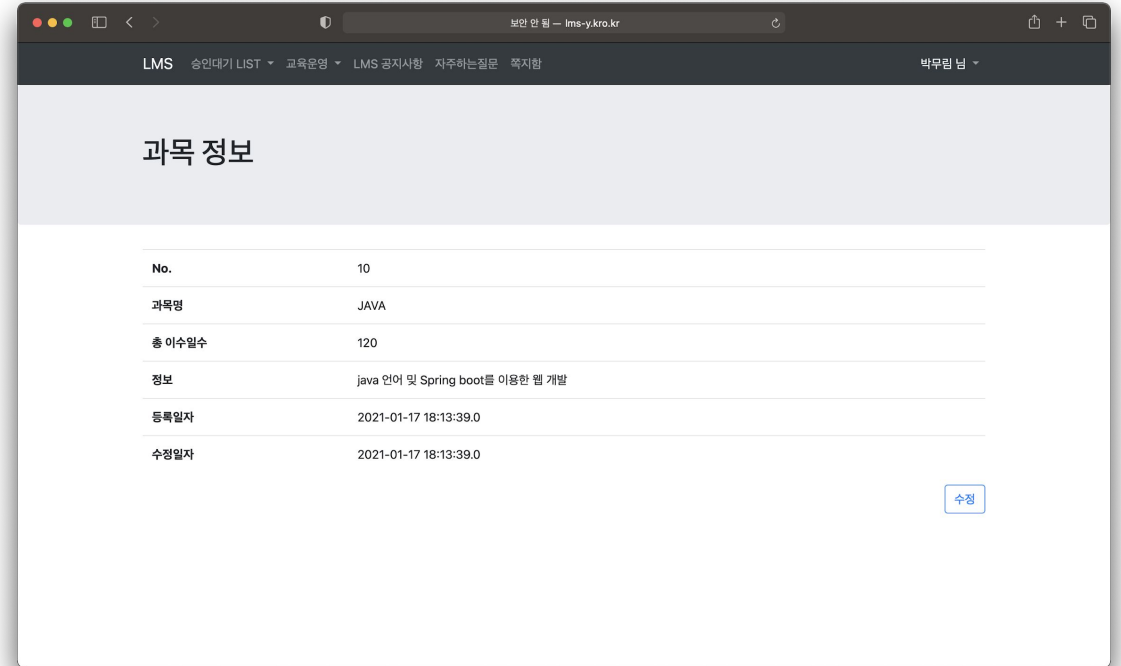 보안 안 됨 — lms-y.kro.kr
LMS 승인대기 LIST 교육운영 LMS 공지사항 자주하는질문 쪽지함 박무림 님
과목 정보
No. 10
과목명 JAVA
총 이수일수 120
정보 java 언어 및 Spring boot를 이용한 웹 개발
등록일자 2021-01-17 18:13:39.0
수정일자 2021-01-17 18:13:39.0
수정